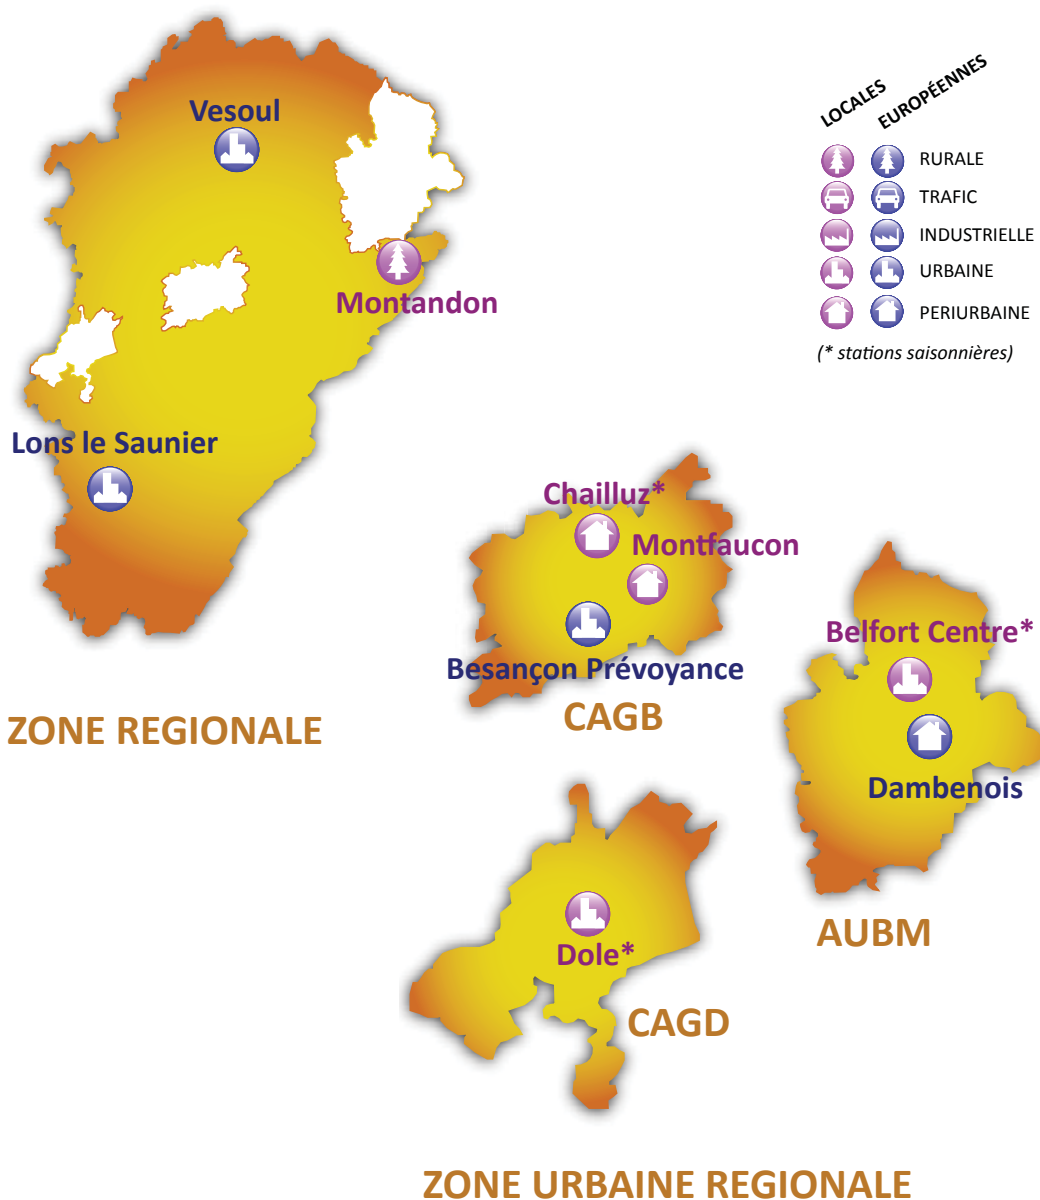 Vesoul
Montandon
Lons le Saunier
ZONE REGIONALE
LOCALES
EUROPÉENNES
RURALE
TRAFIC
INDUSTRIELLE
URBAINE
PERIURBAINE
(* stations saisonnières)
Chailluz*
Montfaucon
Besançon Prévoyance
CAGB
Belfort Centre*
Dambenois
AUBM
Dole*
CAGD
ZONE URBAINE REGIONALE